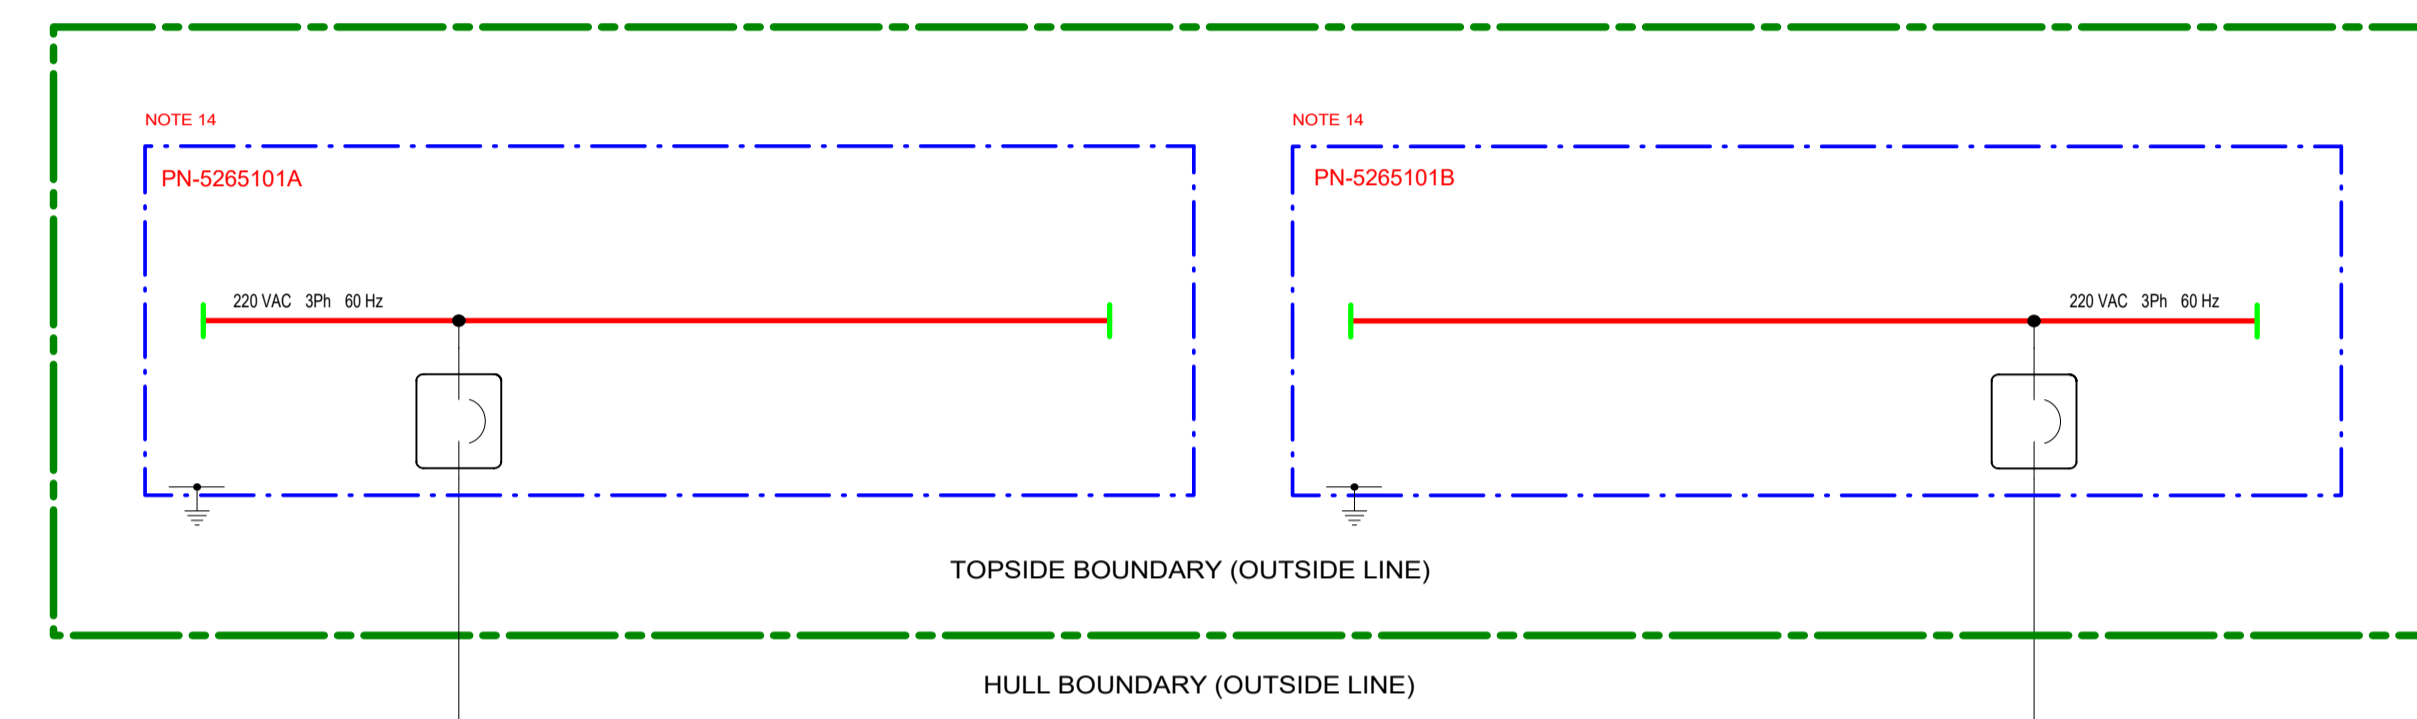 NOTE 14
NOTE 14
PN-5265101A
PN-5265101B
220 VAC 3Ph 60 Hz
220 VAC 3Ph 60 Hz
TOPSIDE BOUNDARY (OUTSIDE LINE)
HULL BOUNDARY (OUTSIDE LINE)